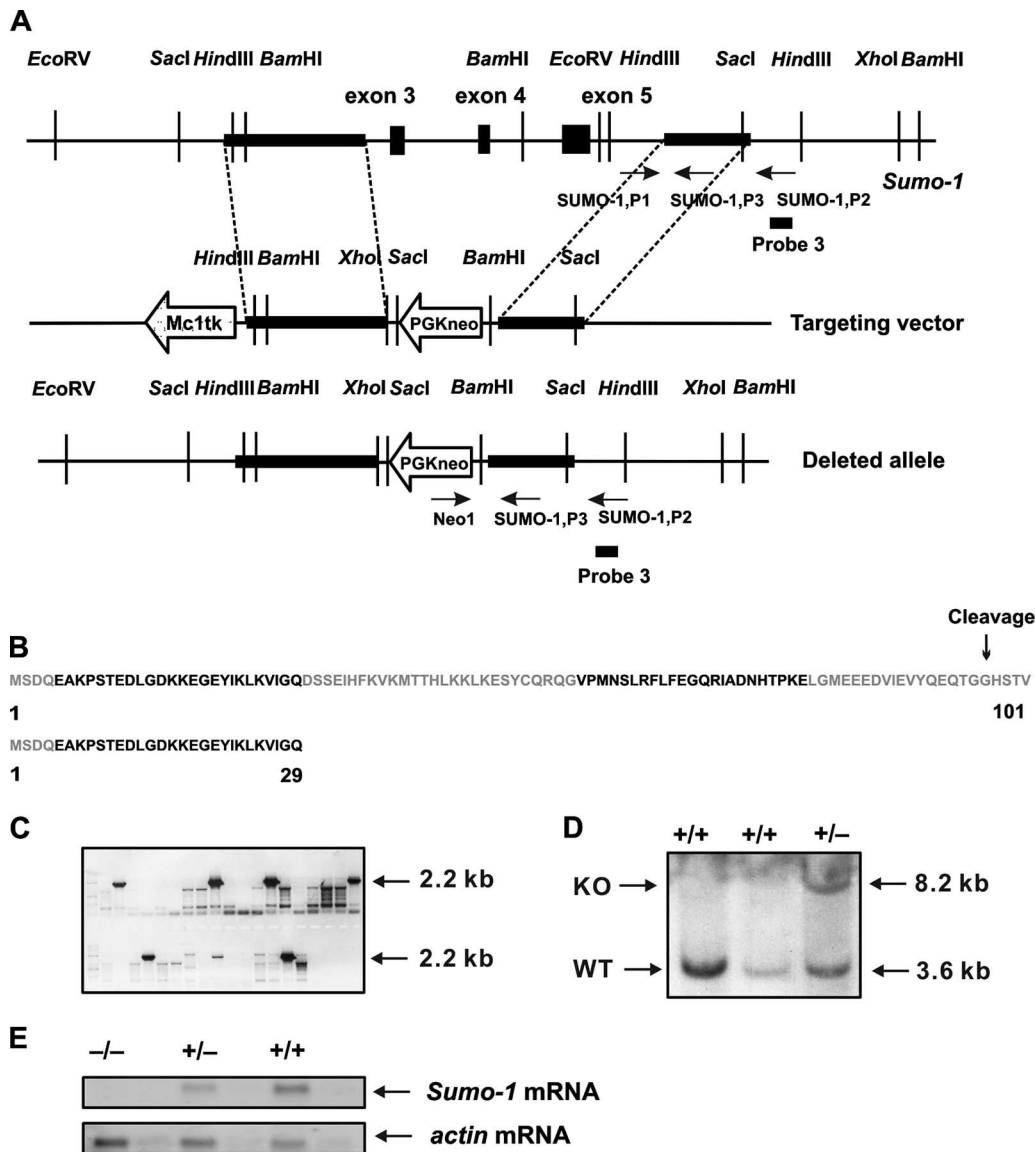 A
EcoRV SacI HindIII BamHI BamHI EcoRV HindIII SacI HindIII XhoI BamHI
exon 3 exon 4 exon 5
Sumo-1
SUMO-1,P1 SUMO-1,P3 SUMO-1,P2
Probe 3
HindIII BamHI XhoI SacI BamHI SacI
Mc1tk PGKneo Targeting vector
EcoRV SacI HindIII BamHI XhoI SacI BamHI SacI HindIII XhoI BamHI
PGKneo Deleted allele
Neo1 SUMO-1,P3 SUMO-1,P2
Probe 3
Cleavage
B
MSDQEAKPSTEDLGDKKEGEYIKLKVIGQDSSEIHFKVKMTTHLKKLKESYCQRQGVPMNSLRFLFEGQRIADNHTPKELGMEEEDVIEVYQEQTGGHSTV
1 101
MSDQEAKPSTEDLGDKKEGEYIKLKVIGQ
1 29
C
2.2 kb
2.2 kb
D
+/+ +/+ +/–
KO 8.2 kb
WT 3.6 kb
E
–/– +/– +/+
Sumo-1 mRNA
actin mRNA